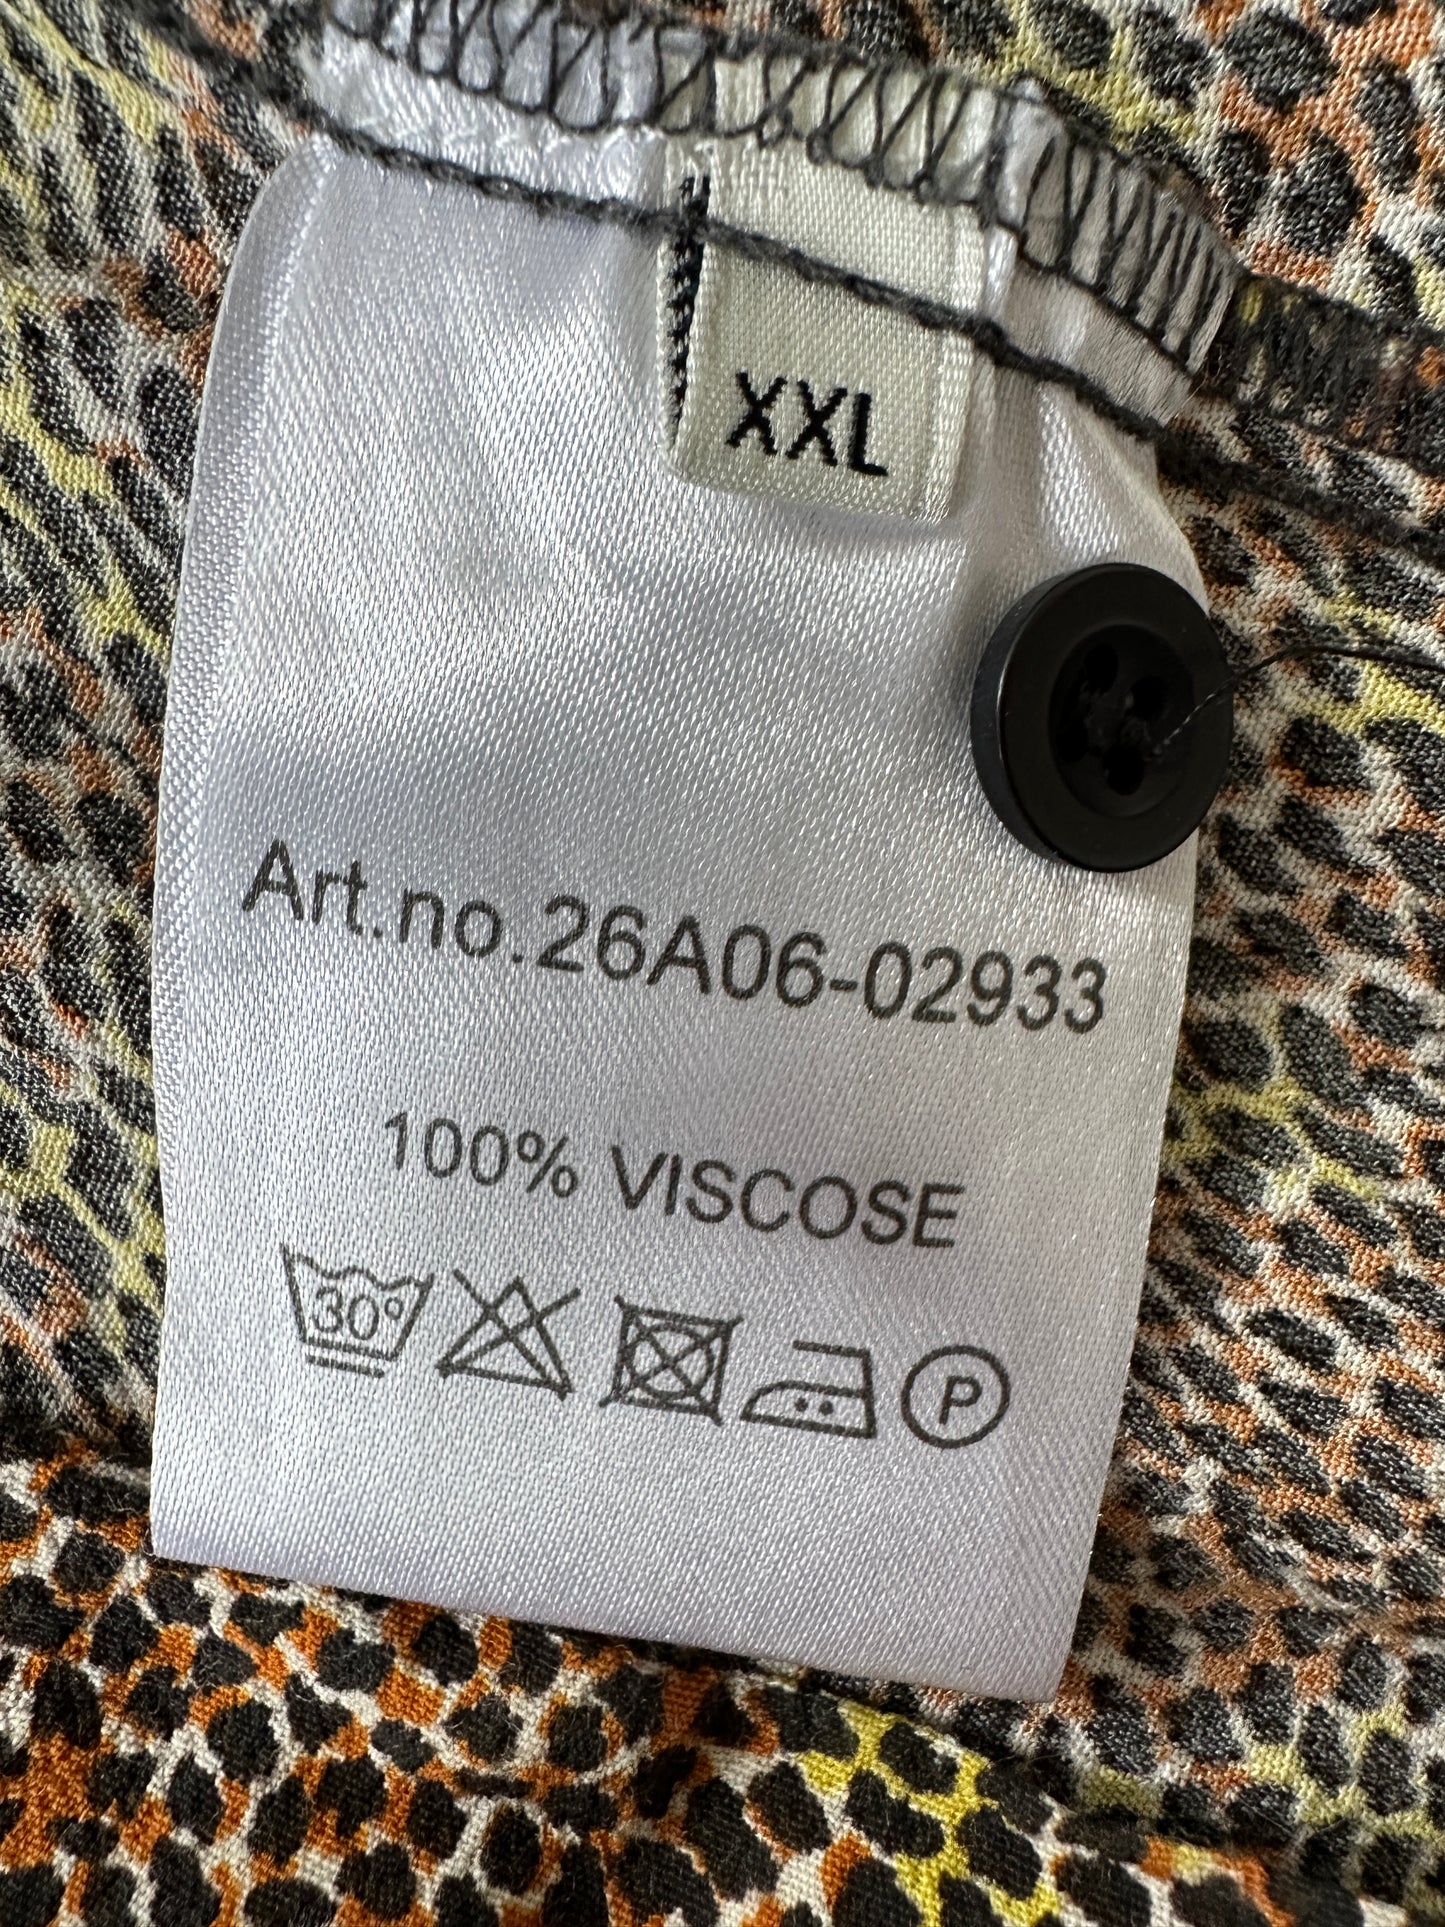 XXL
Art.no.26A06-02933
100% VISCOSE
30° P